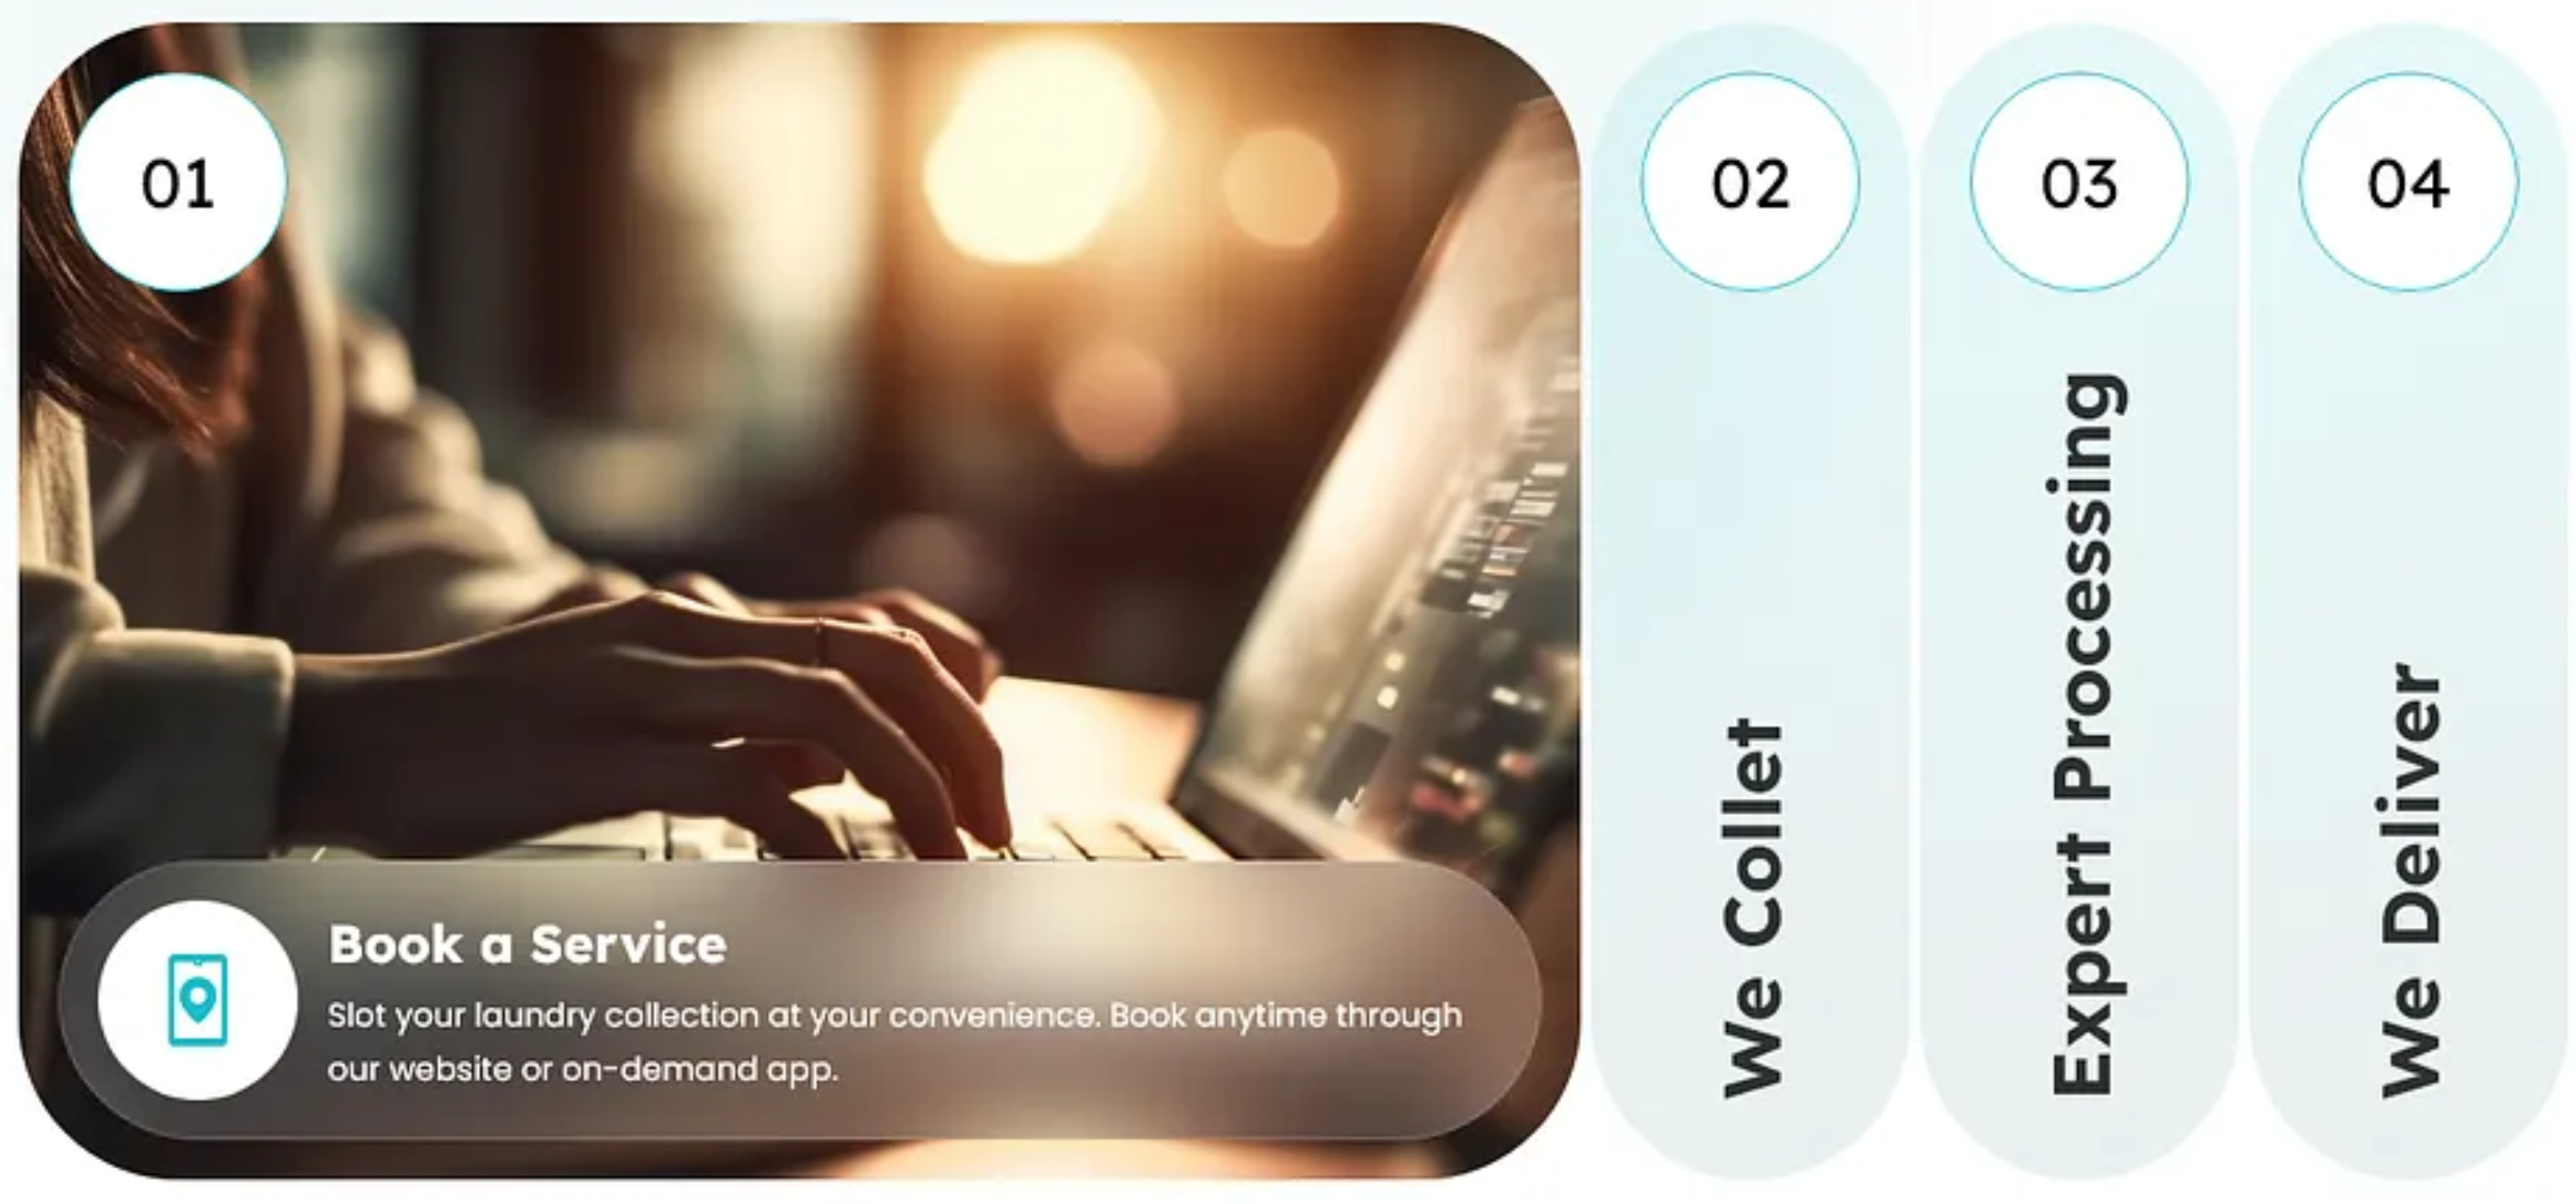 01
Book a Service
Slot your laundry collection at your convenience. Book anytime through
our website or on-demand app.
02
We Collet
03
Expert Processing
04
We Deliver